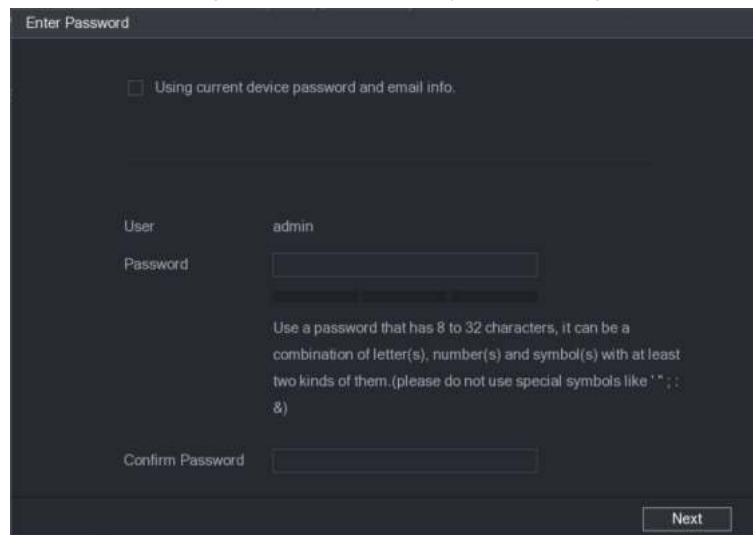 Enter Password
Using current device password and email info.
User admin
Password
Use a password that has 8 to 32 characters, it can be a
combination of letter(s), number(s) and symbol(s) with at least
two kinds of them.(please do not use special symbols like ' " ; :
&)
Confirm Password
Next